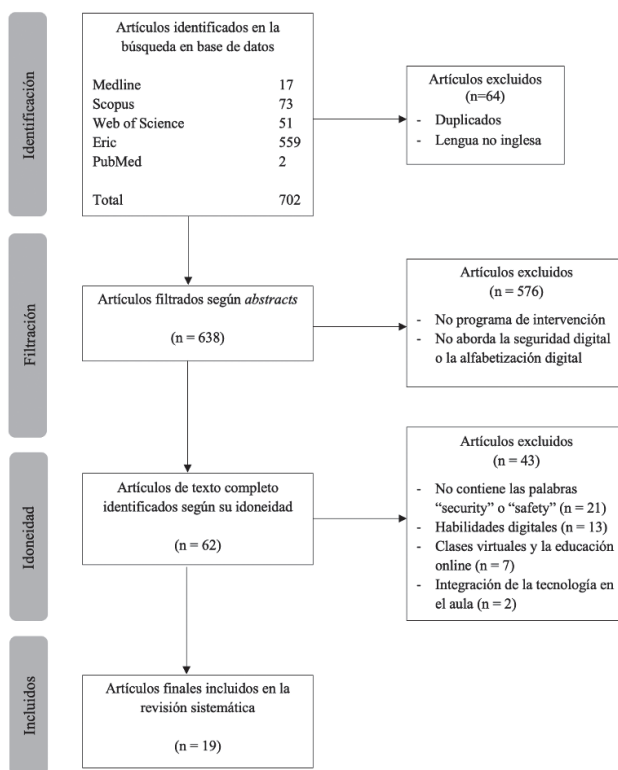 Identificación
Artículos identificados en la
búsqueda en base de datos
Medline 17
Scopus 73
Web of Science 51
Eric 559
PubMed 2
Total 702
Artículos excluidos
(n=64)
- Duplicados
- Lengua no inglesa
Filtración
Artículos filtrados según abstracts
(n = 638)
Artículos excluidos
(n = 576)
- No programa de intervención
- No aborda la seguridad digital
o la alfabetización digital
Idoneidad
Artículos de texto completo
identificados según su idoneidad
(n = 62)
Artículos excluidos
(n = 43)
- No contiene las palabras
“security” o “safety” (n = 21)
- Habilidades digitales (n = 13)
- Clases virtuales y la educación
online (n = 7)
- Integración de la tecnología en
el aula (n = 2)
Incluidos
Artículos finales incluidos en la
revisión sistemática
(n = 19)